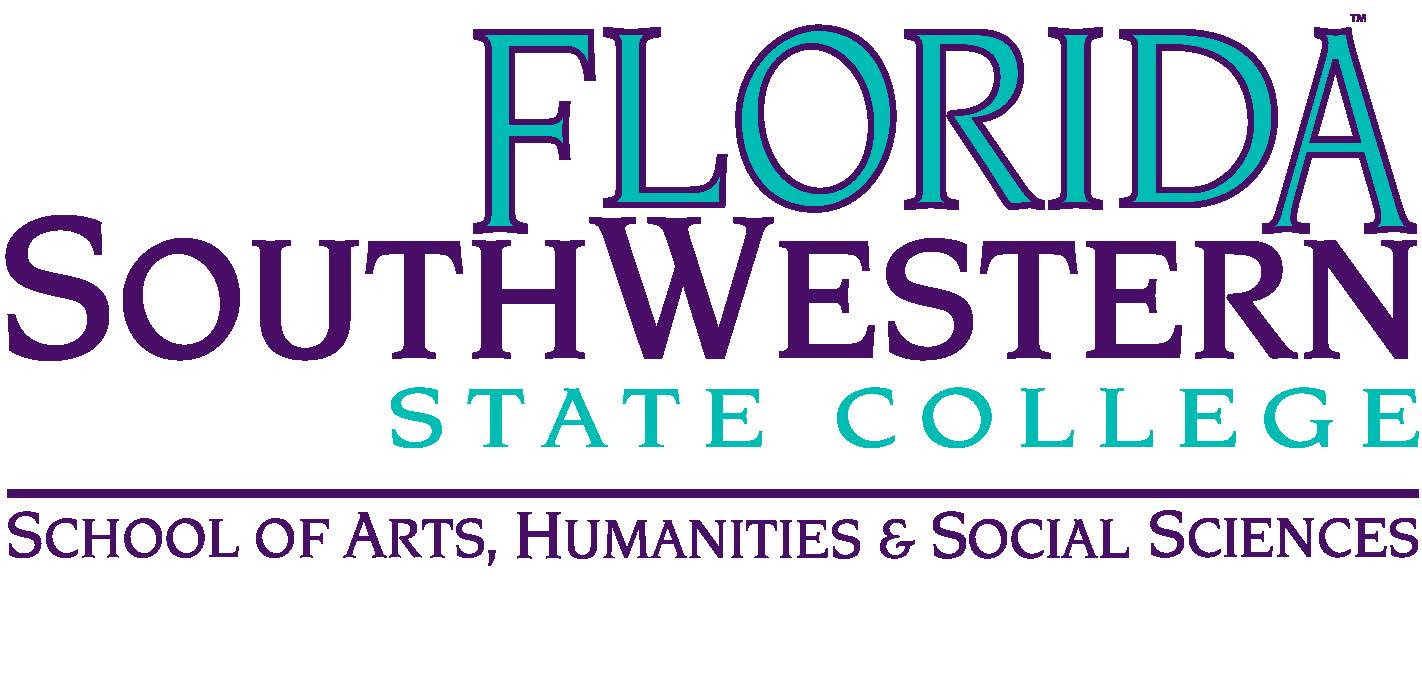 FLORIDA™
SOUTHWESTERN
STATE COLLEGE
SCHOOL OF ARTS, HUMANITIES & SOCIAL SCIENCES